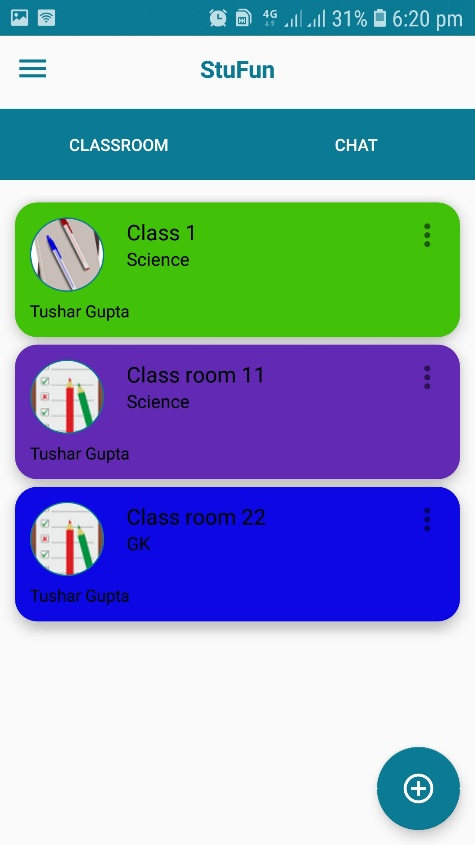 4G 31% 6:20 pm
StuFun
CLASSROOM CHAT
Class 1
Science
Tushar Gupta
Class room 11
Science
Tushar Gupta
Class room 22
GK
Tushar Gupta